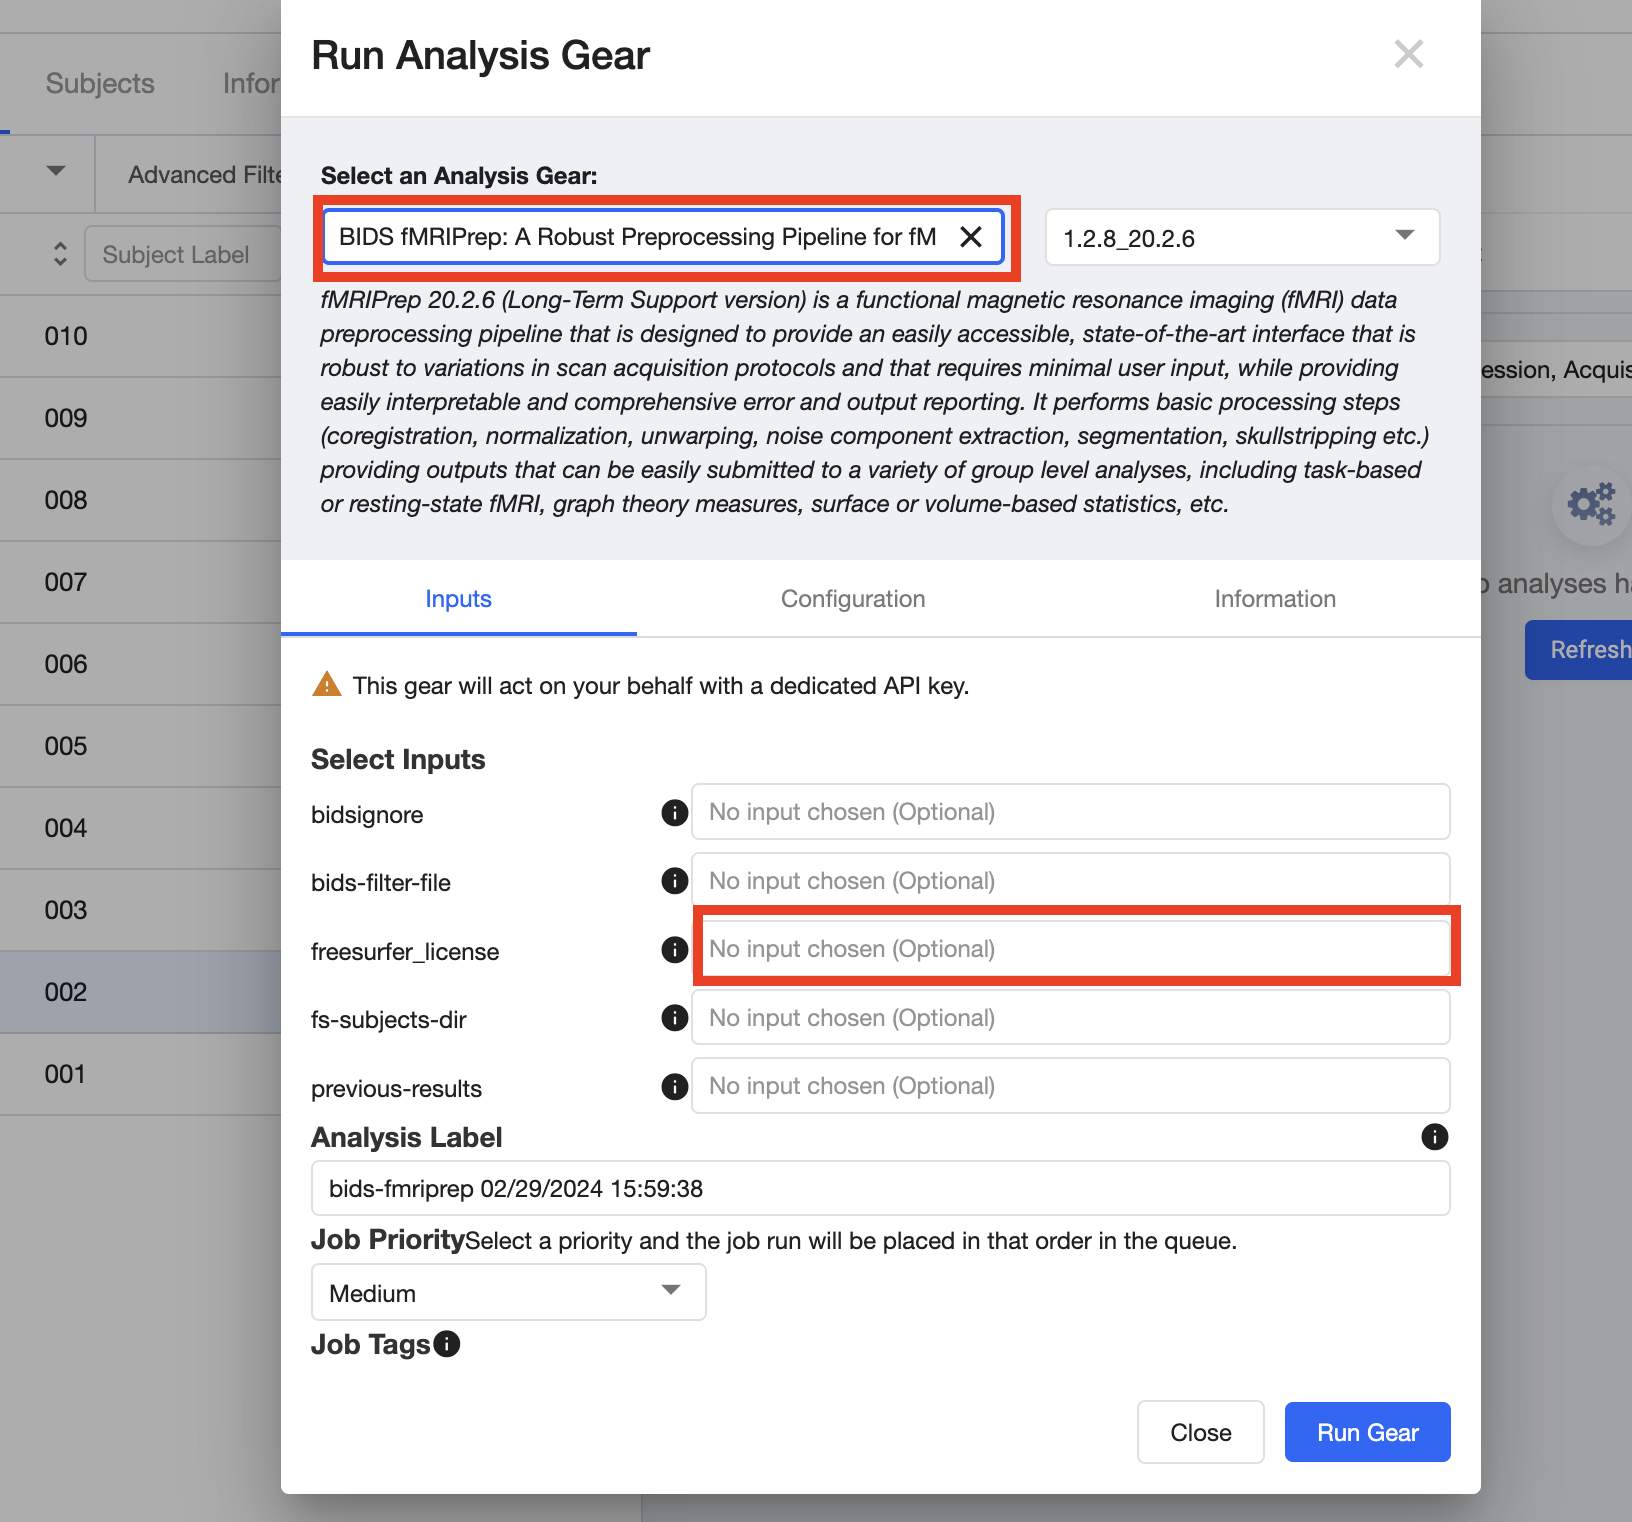 Run Analysis Gear
Subjects
Infor
Advanced Filte
Subject Label
010
009
008
007
006
005
004
003
002
001
Select an Analysis Gear:
BIDS fMRIPrep: A Robust Preprocessing Pipeline for fM
1.2.8_20.2.6
fMRIPrep 20.2.6 (Long-Term Support version) is a functional magnetic resonance imaging (fMRI) data
preprocessing pipeline that is designed to provide an easily accessible, state-of-the-art interface that is
robust to variations in scan acquisition protocols and that requires minimal user input, while providing
easily interpretable and comprehensive error and output reporting. It performs basic processing steps
(coregistration, normalization, unwarping, noise component extraction, segmentation, skullstripping etc.)
providing outputs that can be easily submitted to a variety of group level analyses, including task-based
or resting-state fMRI, graph theory measures, surface or volume-based statistics, etc.
Inputs
Configuration
Information
This gear will act on your behalf with a dedicated API key.
Select Inputs
bidsignore
No input chosen (Optional)
bids-filter-file
No input chosen (Optional)
freesurfer_license
No input chosen (Optional)
fs-subjects-dir
No input chosen (Optional)
previous-results
No input chosen (Optional)
Analysis Label
bids-fmriprep 02/29/2024 15:59:38
Job Priority Select a priority and the job run will be placed in that order in the queue.
Medium
Job Tags
Close
Run Gear
ession, Acquis
analyses ha
Refresh